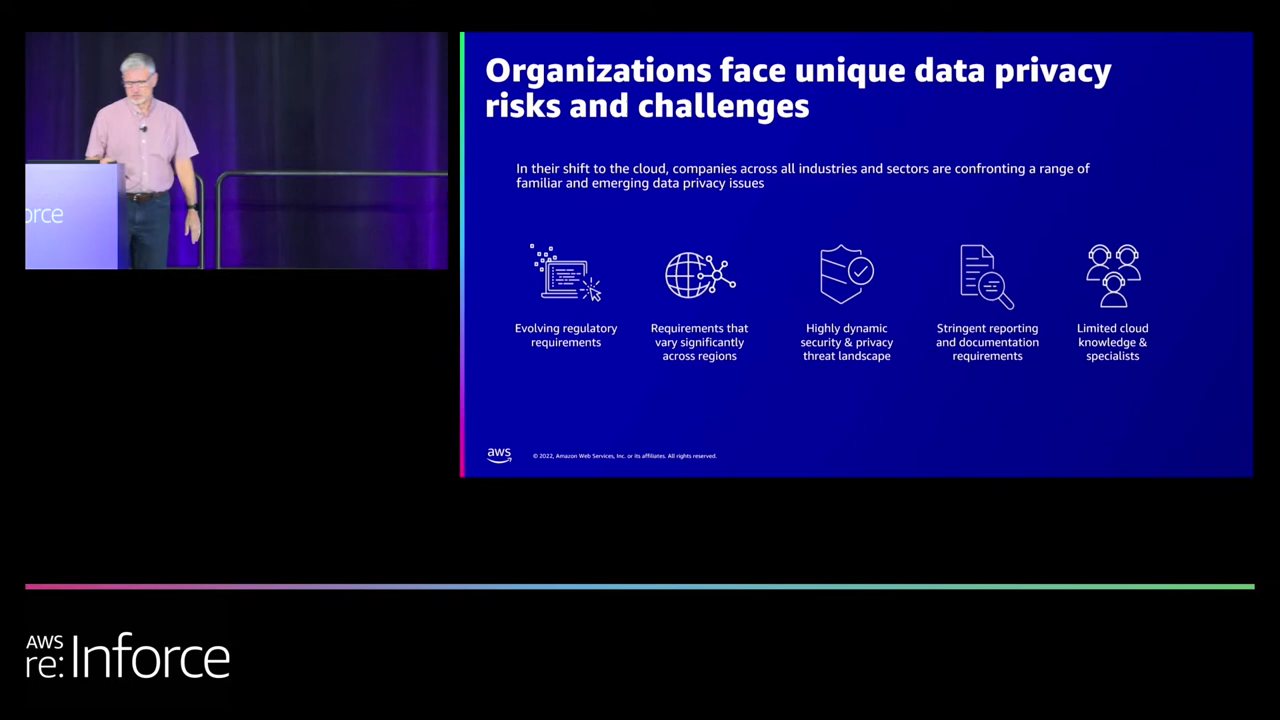 Organizations face unique data privacy
risks and challenges
In their shift to the cloud, companies across all industries and sectors are confronting a range of
familiar and emerging data privacy issues
Evolving regulatory
requirements
Requirements that
vary significantly
across regions
Highly dynamic
security & privacy
threat landscape
Stringent reporting
and documentation
requirements
Limited cloud
knowledge &
specialists
aws
© 2022, Amazon Web Services, Inc. or its affiliates. All rights reserved.
orce
AWS
re:Inforce